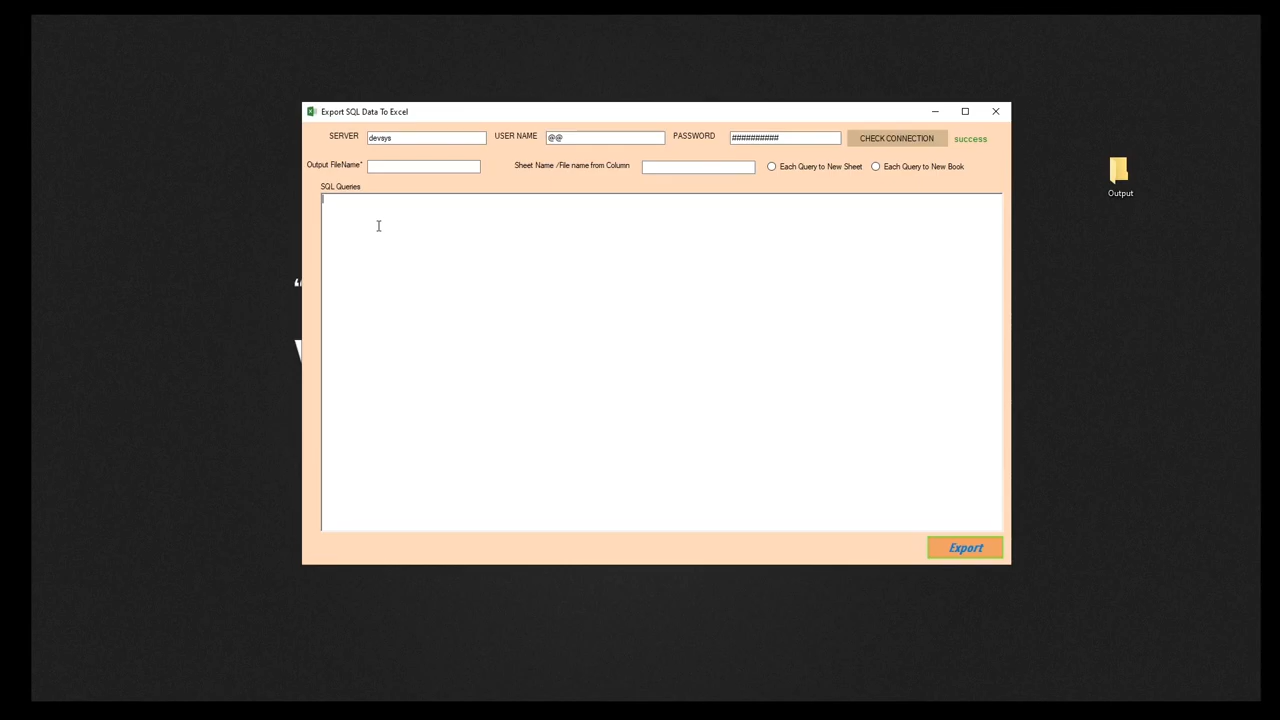 Export SQL Data To Excel
SERVER devsys USER NAME @@ PASSWORD ########## CHECK CONNECTION success
Output FileName* Sheet Name /File name from Column Each Query to New Sheet Each Query to New Book
SQL Queries
Output
Export